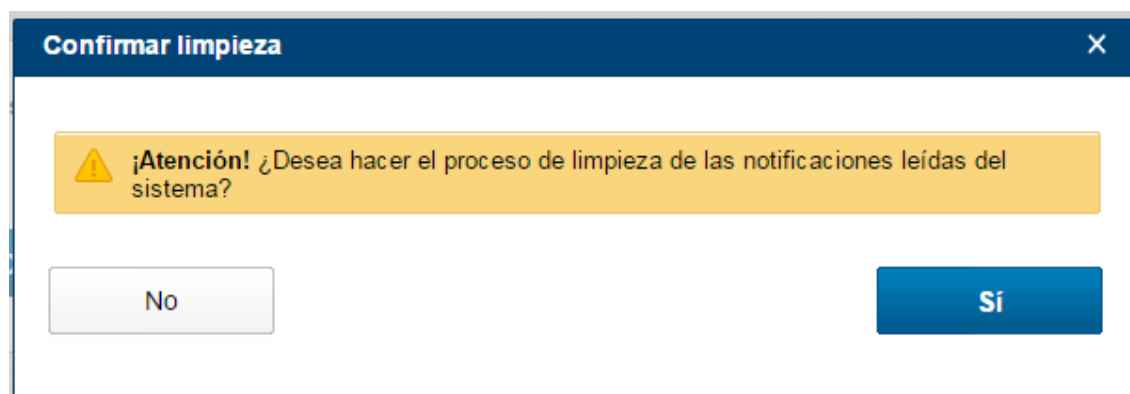 Confirmar limpieza
¡Atención! ¿Desea hacer el proceso de limpieza de las notificaciones leídas del
sistema?
No
Sí